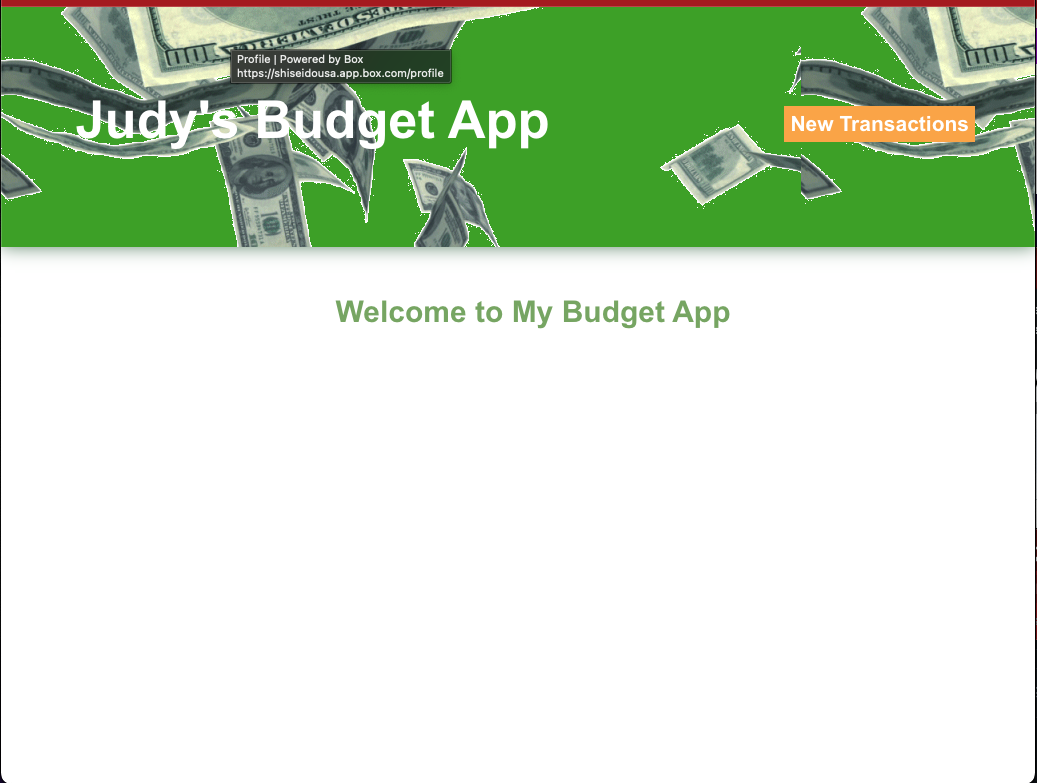 Profile | Powered by Box
https://shiseidousa.app.box.com/profile
Judy's Budget App
New Transactions
Welcome to My Budget App